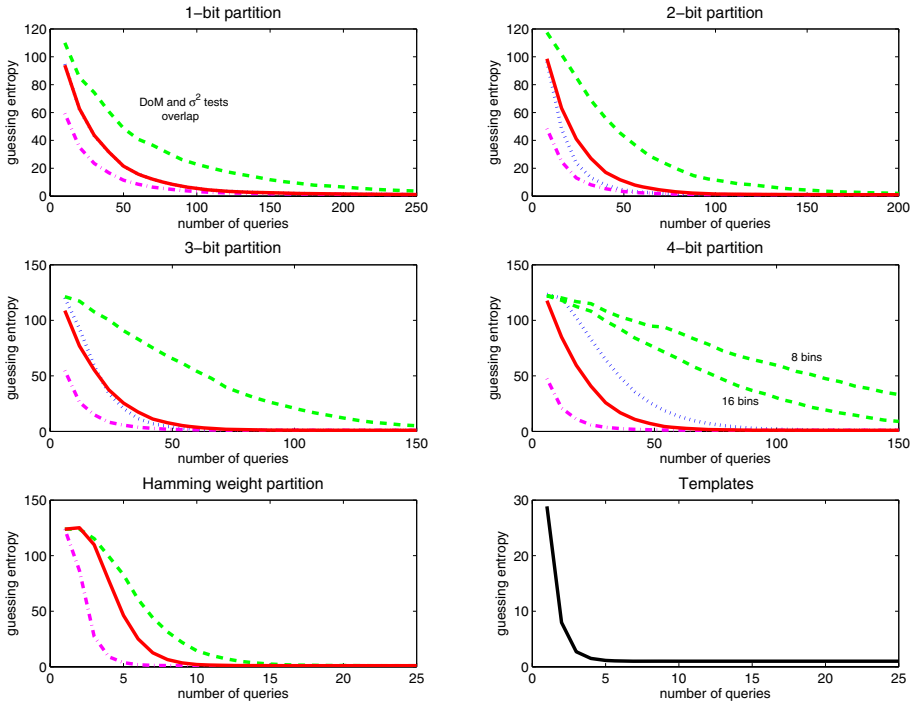 1−bit partition
120
100
80
60
40
20
0
guessing entropy
DoM and σ² tests
overlap
0 50 100 150 200 250
number of queries
2−bit partition
120
100
80
60
40
20
0
guessing entropy
0 50 100 150 200
number of queries
3−bit partition
150
100
50
0
guessing entropy
0 50 100 150
number of queries
4−bit partition
150
100
50
0
guessing entropy
8 bins
16 bins
0 50 100 150
number of queries
Hamming weight partition
150
100
50
0
guessing entropy
0 5 10 15 20 25
number of queries
Templates
30
20
10
0
guessing entropy
0 5 10 15 20 25
number of queries